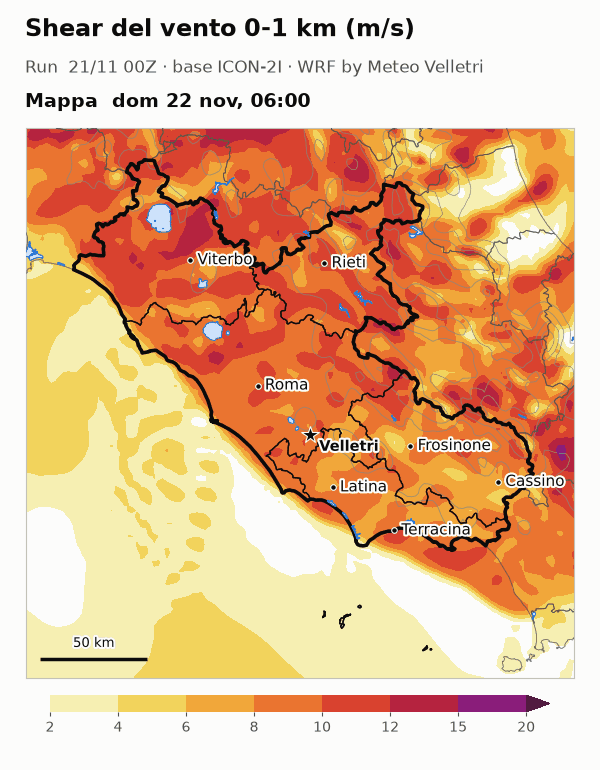 Shear del vento 0-1 km (m/s)
Run  21/11 00Z · base ICON-2I · WRF by Meteo Velletri
Mappa  dom 22 nov, 06:00
Viterbo
Rieti
Roma
Velletri
Frosinone
Cassino
Latina
Terracina
50 km
2 4 6 8 10 12 15 20